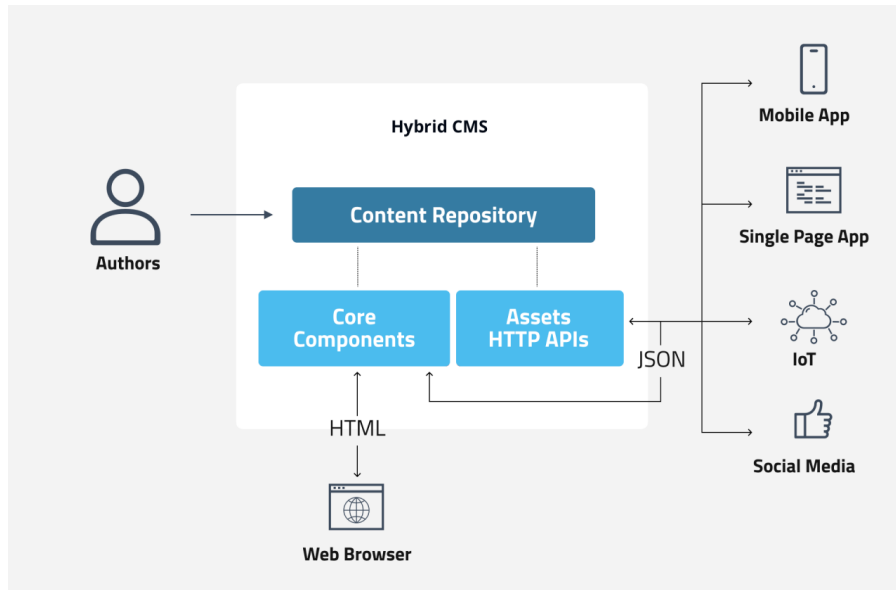 Hybrid CMS
Content Repository
Authors
Core
Components
Assets
HTTP APIs
JSON
HTML
Web Browser
Mobile App
Single Page App
IoT
Social Media